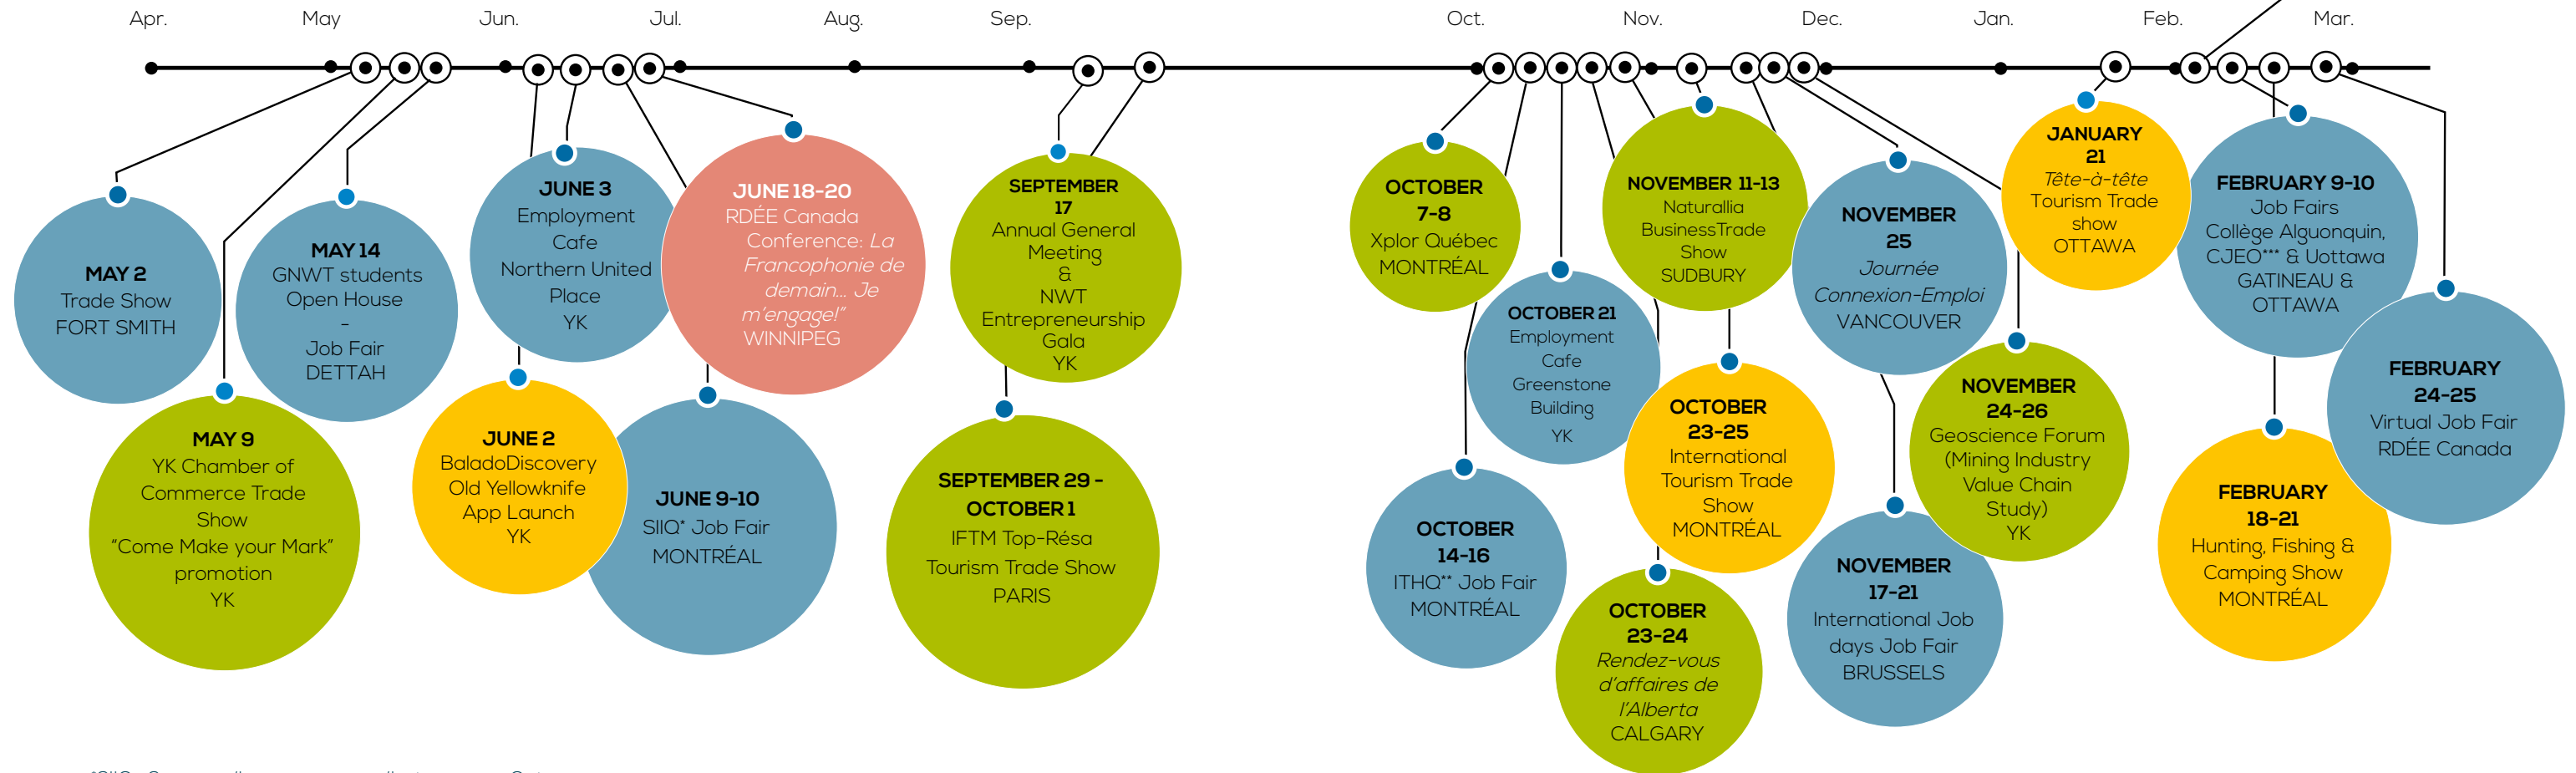 Apr.
May
Jun.
Jul.
Aug.
Sep.
Oct.
Nov.
Dec.
Jan.
Feb.
Mar.
MAY 2
Trade Show
FORT SMITH
MAY 9
YK Chamber of
Commerce Trade
Show
“Come Make your Mark”
promotion
YK
MAY 14
GNWT students
Open House
-
Job Fair
DETTAH
JUNE 3
Employment
Cafe
Northern United
Place
YK
JUNE 2
BaladoDiscovery
Old Yellowknife
App Launch
YK
JUNE 9-10
SIIQ* Job Fair
MONTRÉAL
JUNE 18-20
RDÉE Canada
Conference: La
Francophonie de
demain... Je
m’engage!”
WINNIPEG
SEPTEMBER
17
Annual General
Meeting
&
NWT
Entrepreneurship
Gala
YK
SEPTEMBER 29 -
OCTOBER 1
IFTM Top-Résa
Tourism Trade Show
PARIS
OCTOBER
7-8
Xplor Québec
MONTRÉAL
OCTOBER
14-16
ITHQ** Job Fair
MONTRÉAL
OCTOBER 21
Employment
Cafe
Greenstone
Building
YK
OCTOBER
23-24
Rendez-vous
d’affaires de
l’Alberta
CALGARY
OCTOBER
23-25
International
Tourism Trade
Show
MONTRÉAL
NOVEMBER 11-13
Naturallia
BusinessTrade
Show
SUDBURY
NOVEMBER
25
Journée
Connexion-Emploi
VANCOUVER
NOVEMBER
17-21
International Job
days Job Fair
BRUSSELS
NOVEMBER
24-26
Geoscience Forum
(Mining Industry
Value Chain
Study)
YK
JANUARY
21
Tête-à-tête
Tourism Trade
show
OTTAWA
FEBRUARY 9-10
Job Fairs
Collège Alguonquin,
CJEO*** & Uottawa
GATINEAU &
OTTAWA
FEBRUARY
18-21
Hunting, Fishing &
Camping Show
MONTRÉAL
FEBRUARY
24-25
Virtual Job Fair
RDÉE Canada